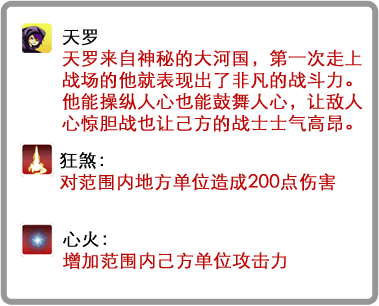 天罗
天罗来自神秘的大河国，第一次走上
战场的他就表现出了非凡的战斗力。
他能操纵人心也能鼓舞人心，让敌人
心惊胆战也让己方的战士士气高昂。
狂煞：
对范围内地方单位造成200点伤害
心火：
增加范围内己方单位攻击力